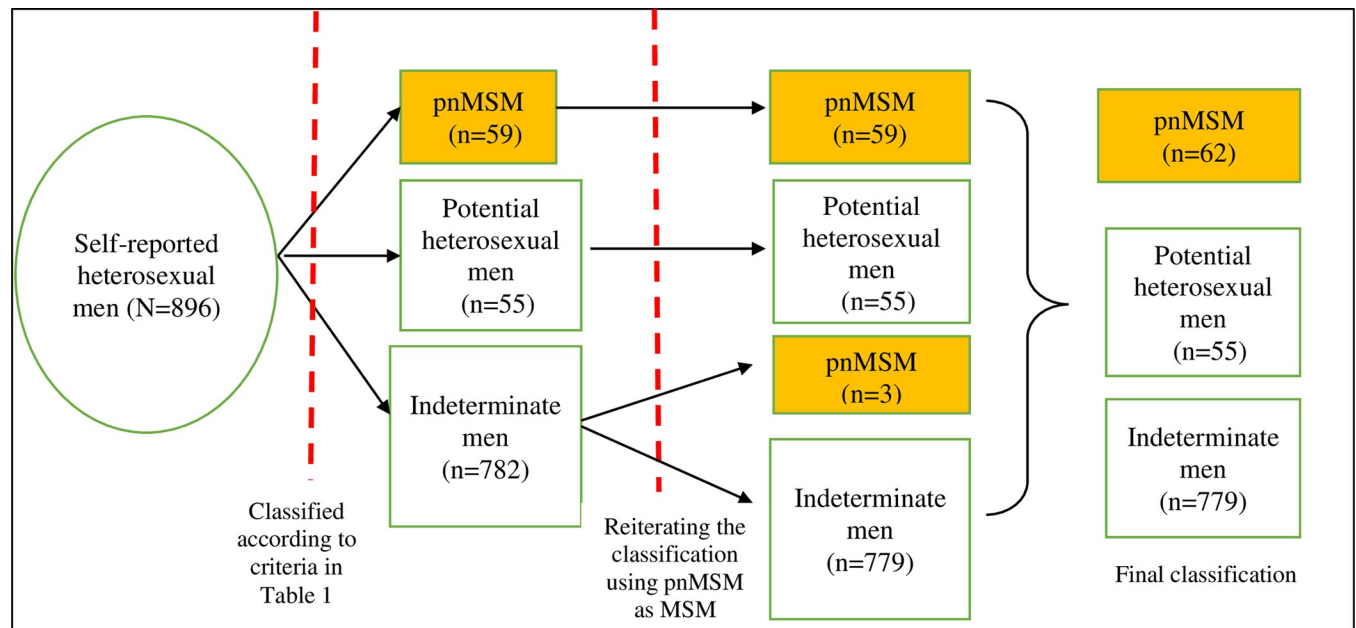 Self-reported
heterosexual
men (N=896)
Classified
according to
criteria in
Table 1
pnMSM
(n=59)
Potential
heterosexual
men
(n=55)
Indeterminate
men
(n=782)
Reiterating the
classification
using pnMSM
as MSM
pnMSM
(n=59)
Potential
heterosexual
men
(n=55)
pnMSM
(n=3)
Indeterminate
men
(n=779)
pnMSM
(n=62)
Potential
heterosexual
men
(n=55)
Indeterminate
men
(n=779)
Final classification